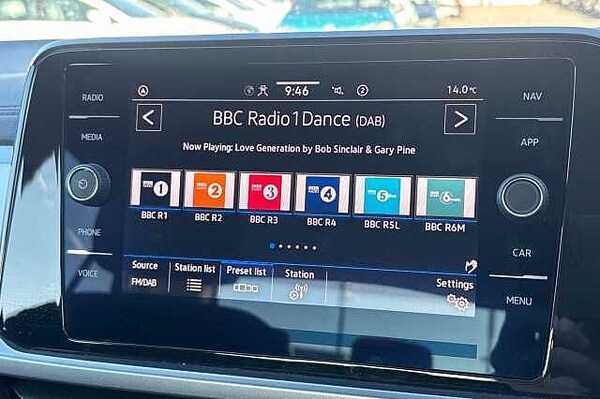 RADIO
MEDIA
PHONE
VOICE
9:46
2
14.0°C
BBC Radio 1 Dance (DAB)
Now Playing: Love Generation by Bob Sinclair & Gary Pine
1 2 3 4 5 6
BBC R1 BBC R2 BBC R3 BBC R4 BBC R5L BBC R6M
Source Station list Preset list Station Settings
FM/DAB
NAV
APP
CAR
MENU